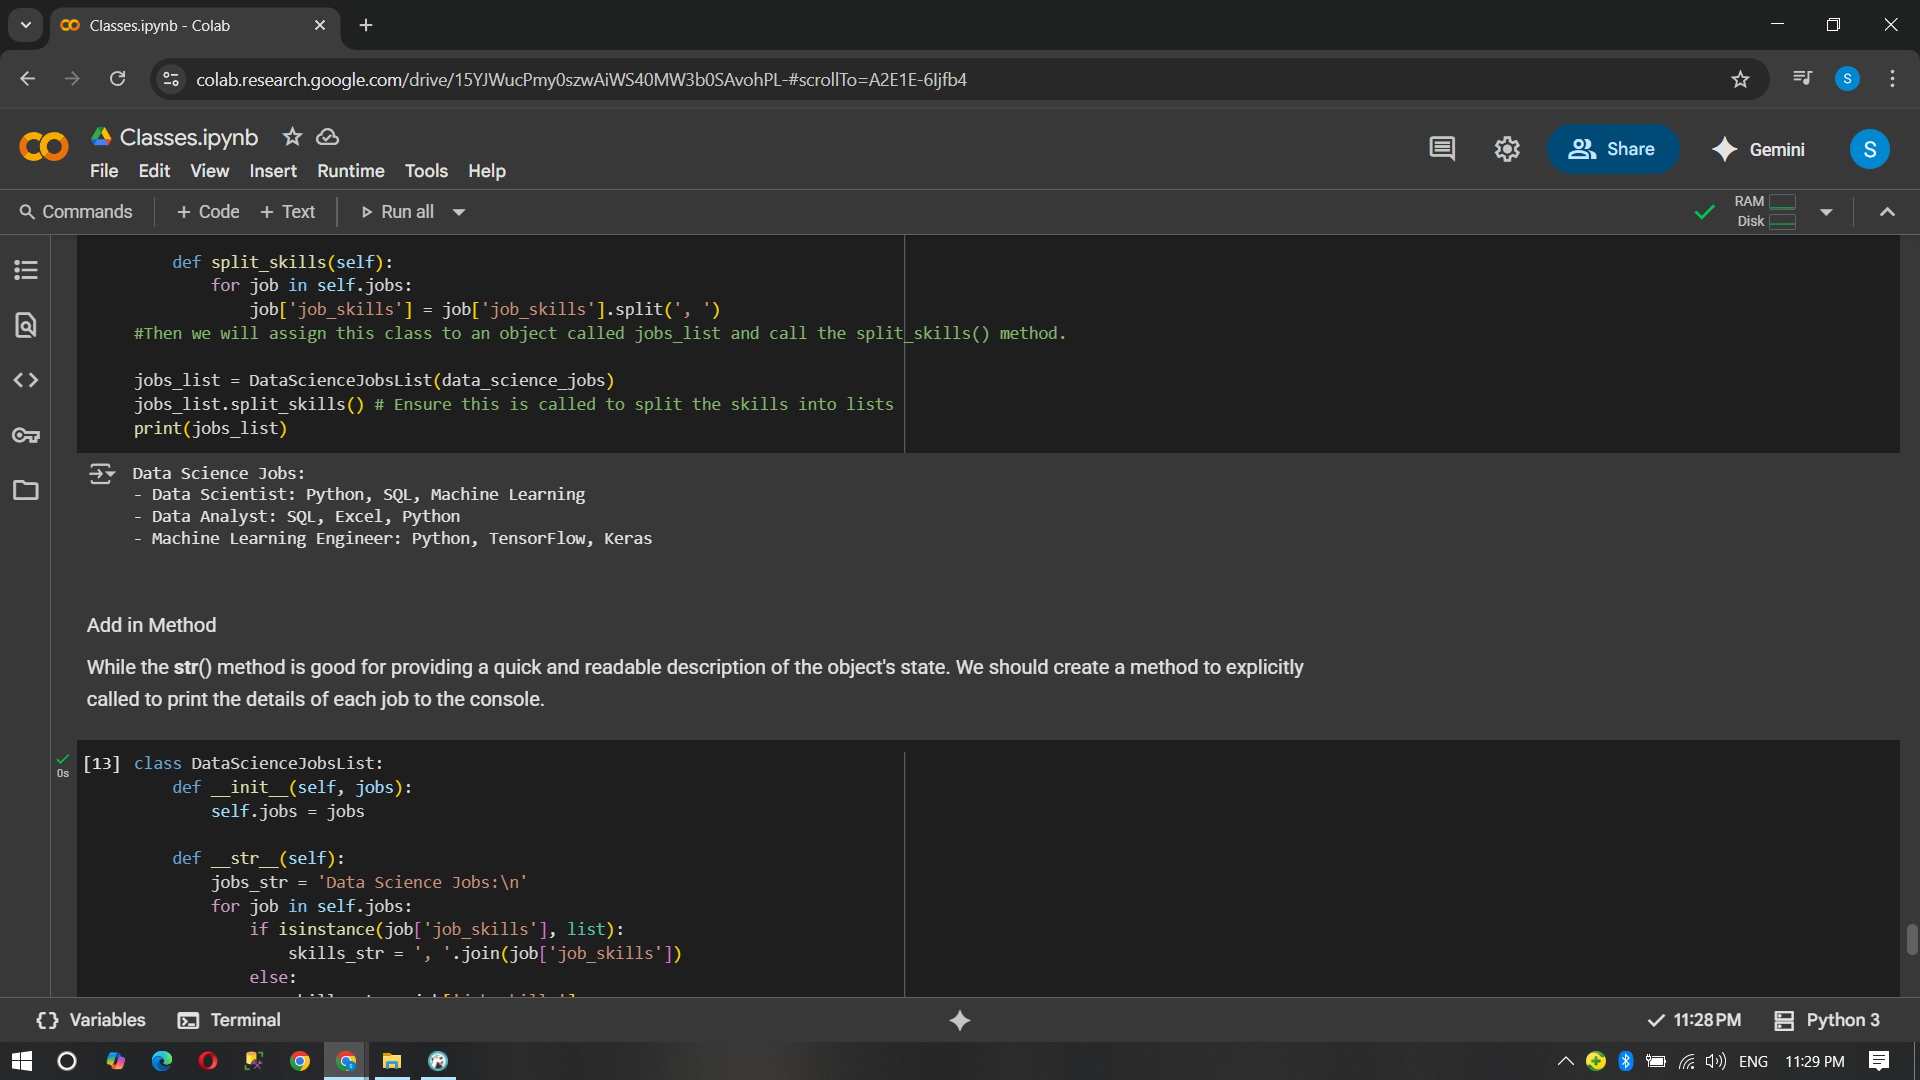 Classes.ipynb - Colab
colab.research.google.com/drive/15YJWucPmy0szwAiWS40MW3b0SAvohPL-#scrollTo=A2E1E-6Ijfb4
S
Classes.ipynb
File Edit View Insert Runtime Tools Help
Share
Gemini
S
Commands
+ Code + Text
Run all
RAM
Disk
    def split_skills(self):
        for job in self.jobs:
            job['job_skills'] = job['job_skills'].split(', ')
#Then we will assign this class to an object called jobs_list and call the split_skills() method.
jobs_list = DataScienceJobsList(data_science_jobs)
jobs_list.split_skills() # Ensure this is called to split the skills into lists
print(jobs_list)
Data Science Jobs:
- Data Scientist: Python, SQL, Machine Learning
- Data Analyst: SQL, Excel, Python
- Machine Learning Engineer: Python, TensorFlow, Keras
Add in Method
While the str() method is good for providing a quick and readable description of the object's state. We should create a method to explicitly
called to print the details of each job to the console.
0s
[13] class DataScienceJobsList:
    def __init__(self, jobs):
        self.jobs = jobs
    def __str__(self):
        jobs_str = 'Data Science Jobs:\n'
        for job in self.jobs:
            if isinstance(job['job_skills'], list):
                skills_str = ', '.join(job['job_skills'])
            else:
{} Variables
Terminal
11:28 PM
Python 3
ENG
11:29 PM